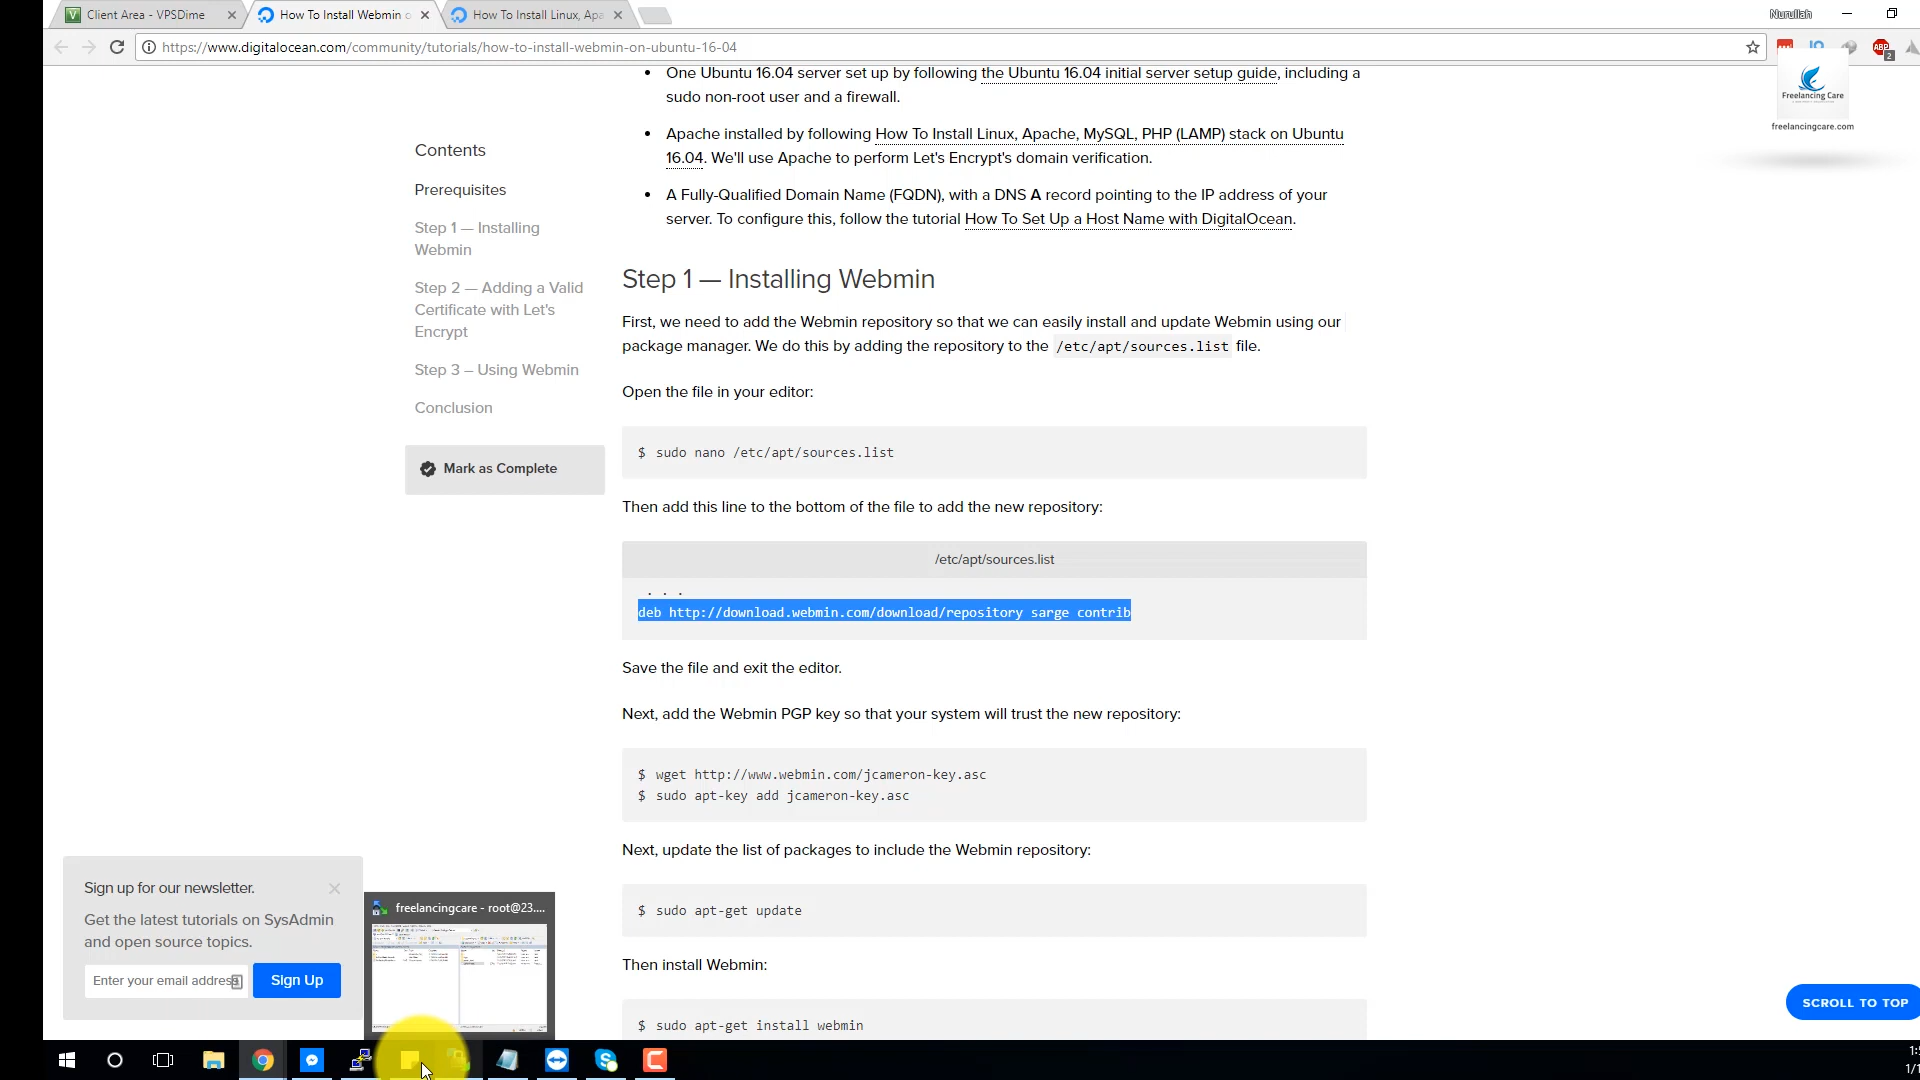 Client Area - VPSDime
How To Install Webmin o
How To Install Linux, Apa
Nurullah
https://www.digitalocean.com/community/tutorials/how-to-install-webmin-on-ubuntu-16-04
ABP
2
Freelancing Care
freelancingcare.com
• One Ubuntu 16.04 server set up by following the Ubuntu 16.04 initial server setup guide, including a
sudo non-root user and a firewall.
• Apache installed by following How To Install Linux, Apache, MySQL, PHP (LAMP) stack on Ubuntu
16.04. We'll use Apache to perform Let's Encrypt's domain verification.
• A Fully-Qualified Domain Name (FQDN), with a DNS A record pointing to the IP address of your
server. To configure this, follow the tutorial How To Set Up a Host Name with DigitalOcean.
Contents
Prerequisites
Step 1 — Installing
Webmin
Step 2 — Adding a Valid
Certificate with Let's
Encrypt
Step 3 – Using Webmin
Conclusion
Mark as Complete
Step 1 — Installing Webmin
First, we need to add the Webmin repository so that we can easily install and update Webmin using our
package manager. We do this by adding the repository to the /etc/apt/sources.list file.
Open the file in your editor:
$ sudo nano /etc/apt/sources.list
Then add this line to the bottom of the file to add the new repository:
/etc/apt/sources.list
. . .
deb http://download.webmin.com/download/repository sarge contrib
Save the file and exit the editor.
Next, add the Webmin PGP key so that your system will trust the new repository:
$ wget http://www.webmin.com/jcameron-key.asc
$ sudo apt-key add jcameron-key.asc
Next, update the list of packages to include the Webmin repository:
$ sudo apt-get update
Then install Webmin:
$ sudo apt-get install webmin
Sign up for our newsletter.
Get the latest tutorials on SysAdmin
and open source topics.
Enter your email address
Sign Up
freelancingcare - root@23....
SCROLL TO TOP